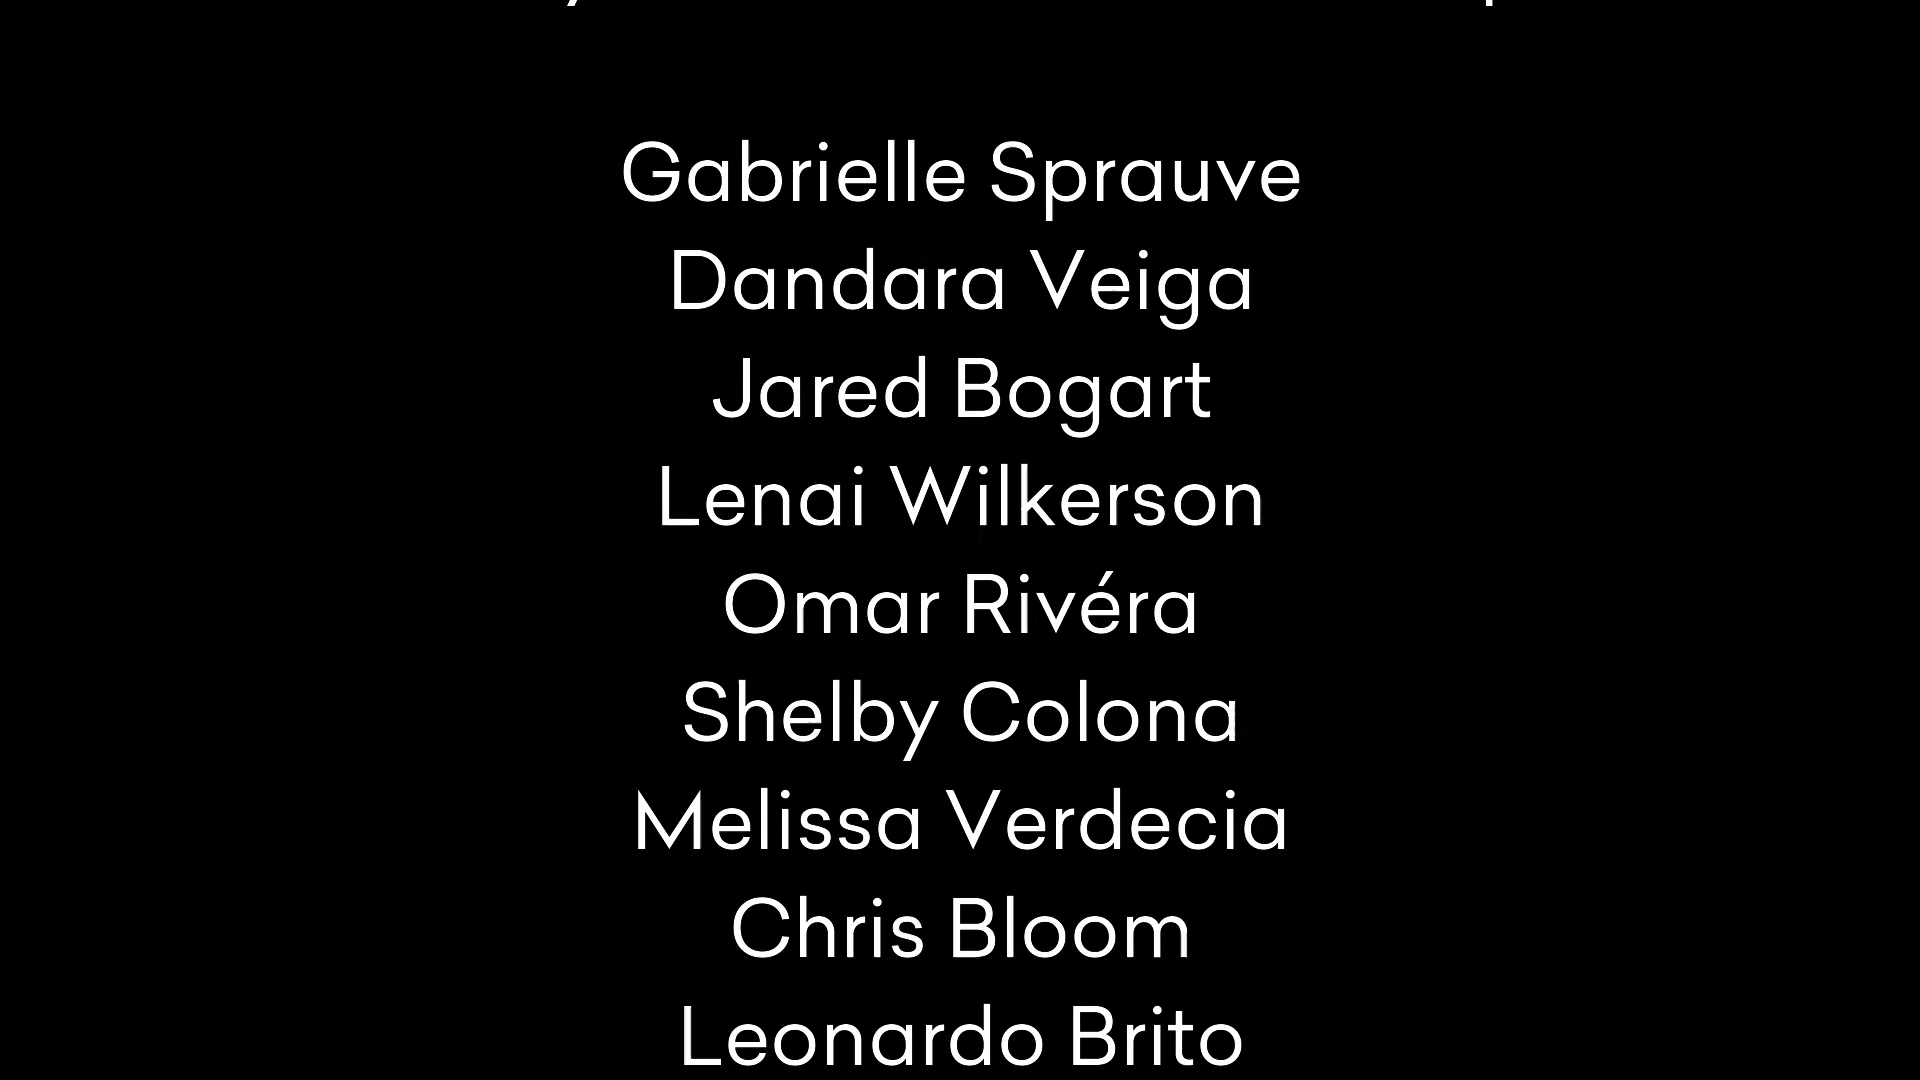 Gabrielle Sprauve
Dandara Veiga
Jared Bogart
Lenai Wilkerson
Omar Rivéra
Shelby Colona
Melissa Verdecia
Chris Bloom
Leonardo Brito